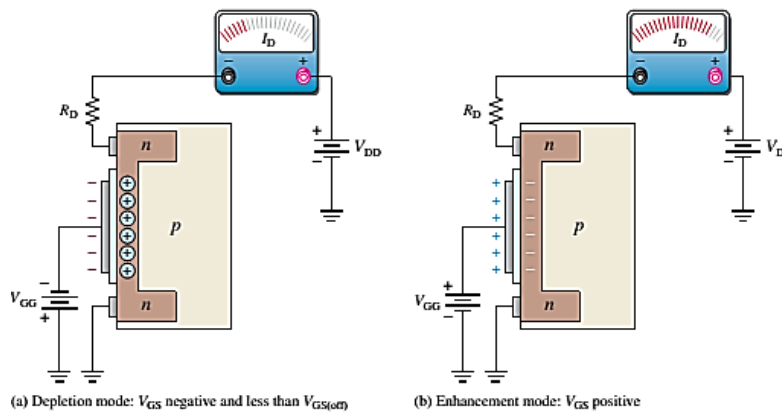 I_D
− +
R_D
n
+
−
V_DD
− + 
− +
− +
− +
− +
− +
p
−
V_GG
+
n
(a) Depletion mode: V_GS negative and less than V_GS(off)
I_D
− +
R_D
n
+
−
V_D
+ −
+ −
+ −
+ −
+ −
+ −
p
+
V_GG
−
n
(b) Enhancement mode: V_GS positive